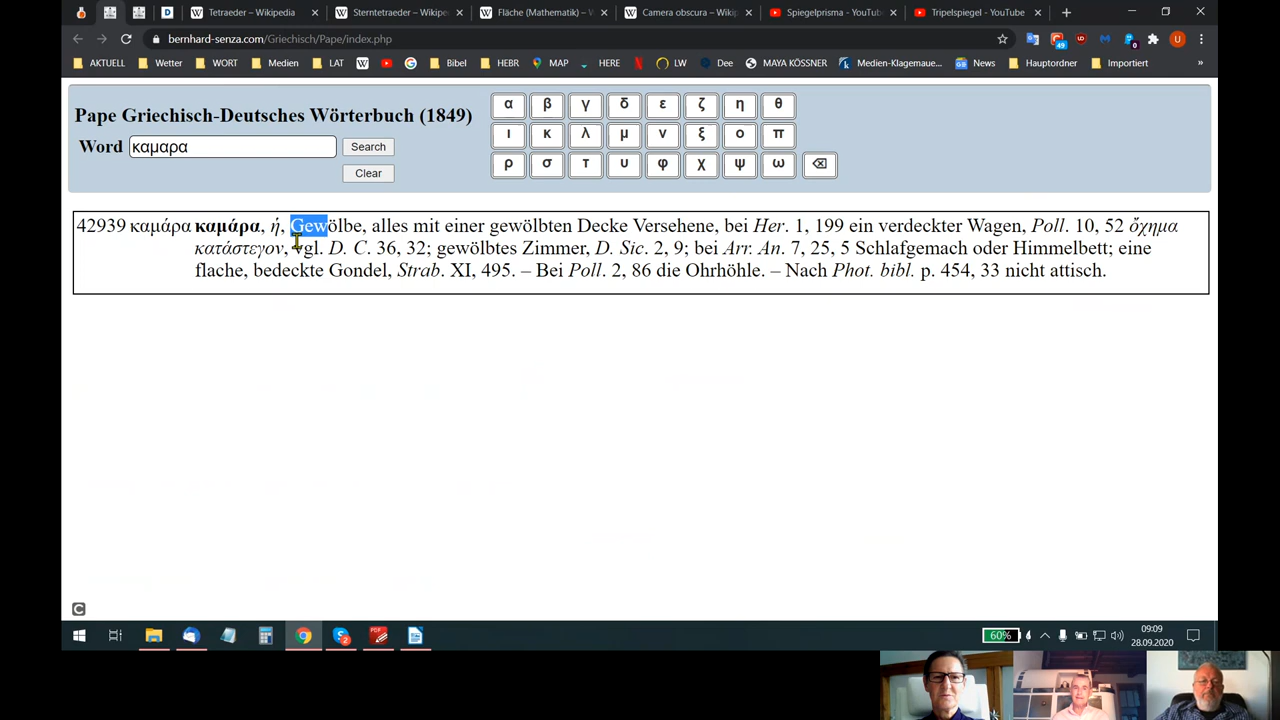 Tetraeder – Wikipedia
Sterntetraeder – Wikipe
Fläche (Mathematik) – W
Camera obscura – Wikip
Spiegelprisma - YouTube
Tripelspiegel - YouTube
bernhard-senza.com/Griechisch/Pape/index.php
AKTUELL Wetter WORT Medien LAT Bibel HEBR MAP HERE LW Dee MAYA KÖSSNER Medien-Klagemaue... News Hauptordner Importiert »
Pape Griechisch-Deutsches Wörterbuch (1849)
Word καμαρα Search
Clear
α β γ δ ε ζ η θ
ι κ λ μ ν ξ ο π
ρ σ τ υ φ χ ψ ω
42939 καμάρα καμάρα, ἡ, Gewölbe, alles mit einer gewölbten Decke Versehene, bei Her. 1, 199 ein verdeckter Wagen, Poll. 10, 52 ὄχημα
κατάστεγον, vgl. D. C. 36, 32; gewölbtes Zimmer, D. Sic. 2, 9; bei Arr. An. 7, 25, 5 Schlafgemach oder Himmelbett; eine
flache, bedeckte Gondel, Strab. XI, 495. – Bei Poll. 2, 86 die Ohrhöhle. – Nach Phot. bibl. p. 454, 33 nicht attisch.
60%
09:09
28.09.2020